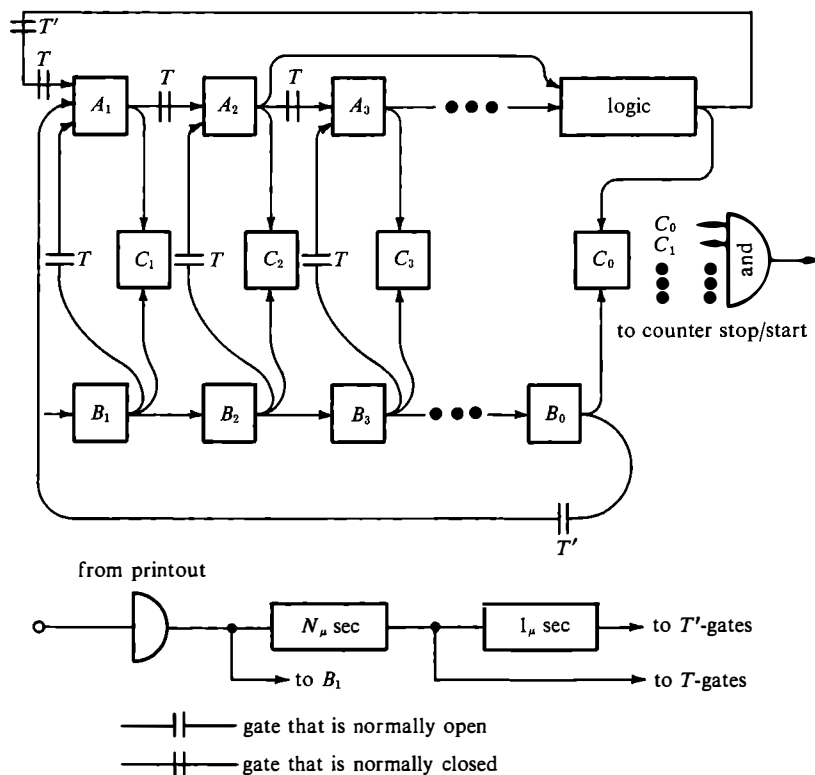 T′
T
T
T
A₁
A₂
A₃
logic
T
T
T
C₁
C₂
C₃
C₀
C₀
C₁
and
to counter stop/start
B₁
B₂
B₃
B₀
T′
from printout
N_μ sec
I_μ sec
to T′-gates
to B₁
to T-gates
gate that is normally open
gate that is normally closed